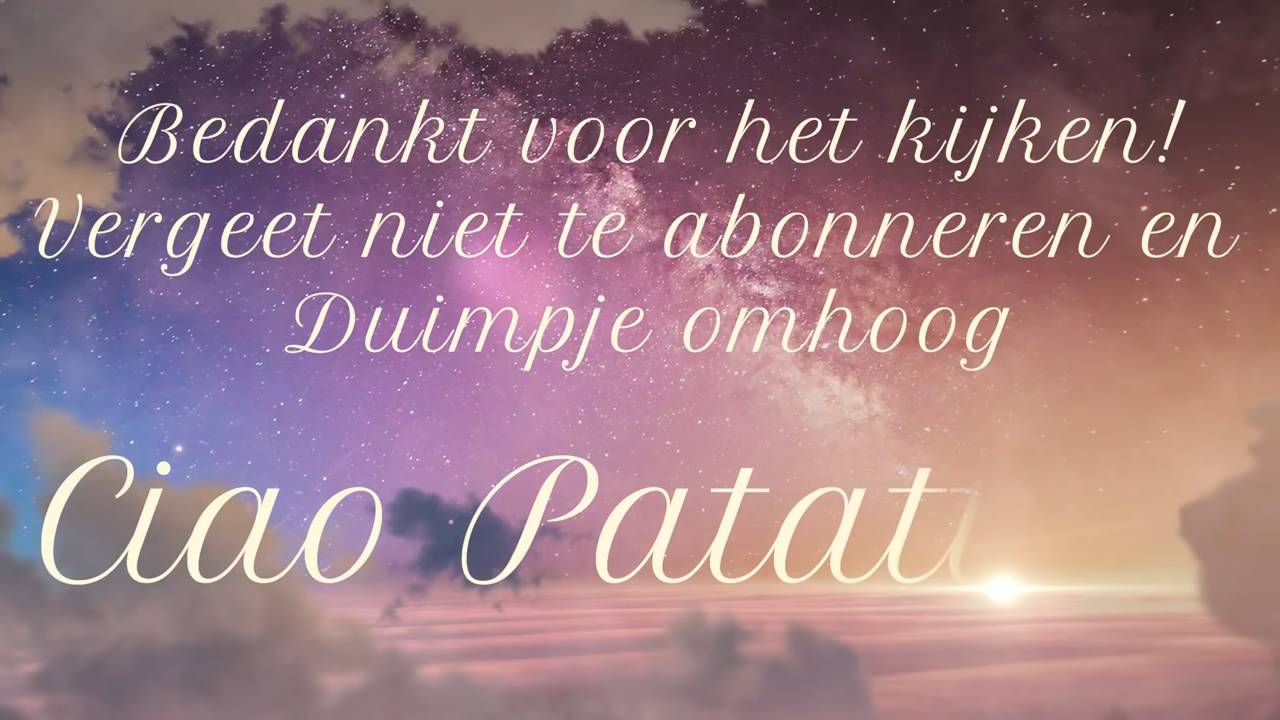 Bedankt voor het kijken!
Vergeet niet te abonneren en
Duimpje omhoog
Ciao Patat